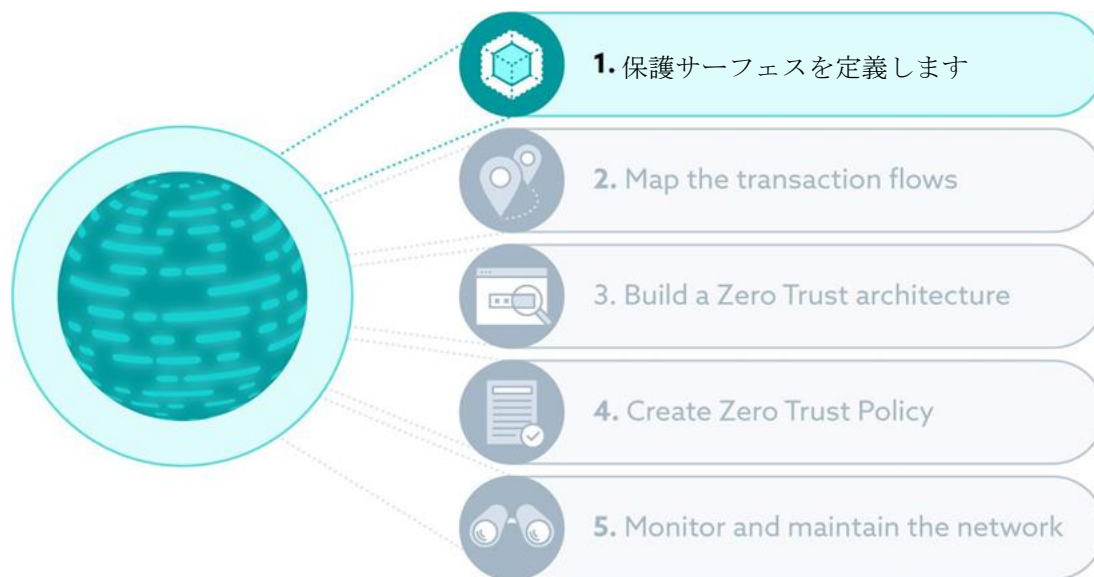 1. 保護サーフェスを定義します
2. Map the transaction flows
3. Build a Zero Trust architecture
4. Create Zero Trust Policy
5. Monitor and maintain the network